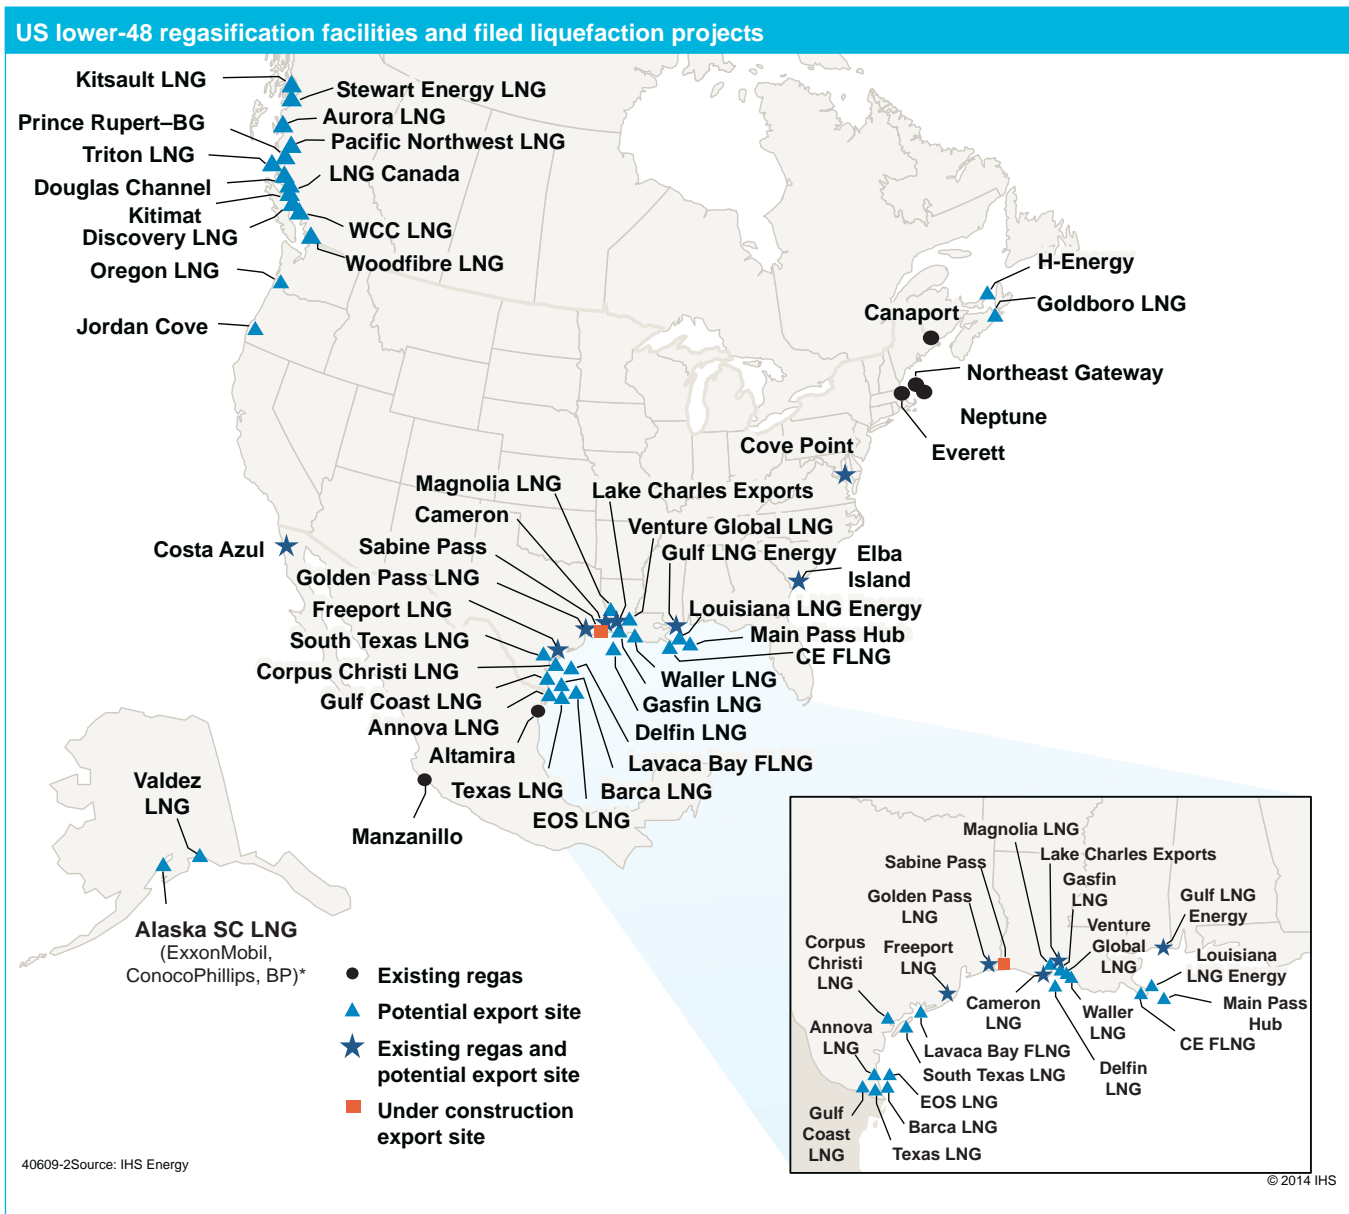 US lower-48 regasification facilities and filed liquefaction projects
Kitsault LNG
Stewart Energy LNG
Aurora LNG
Prince Rupert–BG
Pacific Northwest LNG
Triton LNG
LNG Canada
Douglas Channel
Kitimat
WCC LNG
Discovery LNG
Woodfibre LNG
Oregon LNG
Jordan Cove
H-Energy
Goldboro LNG
Canaport
Northeast Gateway
Neptune
Everett
Cove Point
Magnolia LNG
Lake Charles Exports
Cameron
Venture Global LNG
Sabine Pass
Gulf LNG Energy
Elba
Island
Costa Azul
Golden Pass LNG
Freeport LNG
Louisiana LNG Energy
South Texas LNG
Main Pass Hub
CE FLNG
Corpus Christi LNG
Waller LNG
Gulf Coast LNG
Gasfin LNG
Annova LNG
Delfin LNG
Altamira
Lavaca Bay FLNG
Texas LNG
Barca LNG
EOS LNG
Manzanillo
Valdez
LNG
Alaska SC LNG
(ExxonMobil,
ConocoPhillips, BP)*
Existing regas
Potential export site
Existing regas and
potential export site
Under construction
export site
Magnolia LNG
Sabine Pass
Lake Charles Exports
Golden Pass
LNG
Gasfin
LNG
Gulf LNG
Energy
Venture
Global
LNG
Corpus
Christi
LNG
Freeport
LNG
Louisiana
LNG Energy
Cameron
LNG
Waller
LNG
Main Pass
Hub
CE FLNG
Annova
LNG
Lavaca Bay FLNG
South Texas LNG
Delfin
LNG
EOS LNG
Gulf
Coast
LNG
Barca LNG
Texas LNG
40609-2Source: IHS Energy
© 2014 IHS